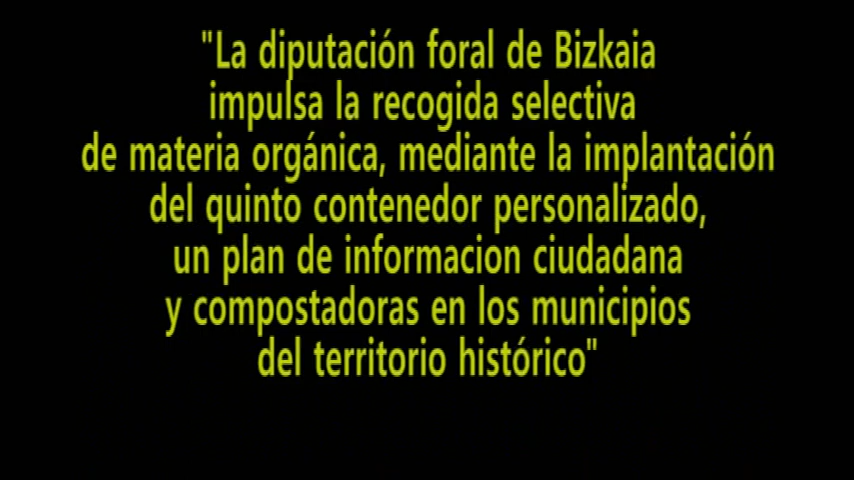 "La diputación foral de Bizkaia
impulsa la recogida selectiva
de materia orgánica, mediante la implantación
del quinto contenedor personalizado,
un plan de informacion ciudadana
y compostadoras en los municipios
del territorio histórico"